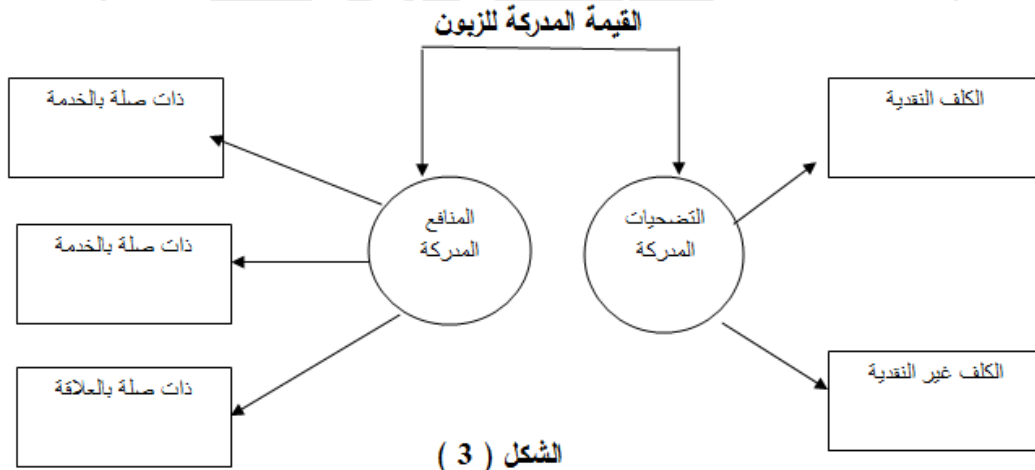 القيمة المدركة للزبون
الكلف النقدية
ذات صلة بالخدمة
التضحيات
المدركة
المنافع
المدركة
ذات صلة بالخدمة
الكلف غير النقدية
ذات صلة بالعلاقة
الشكل ( 3 )